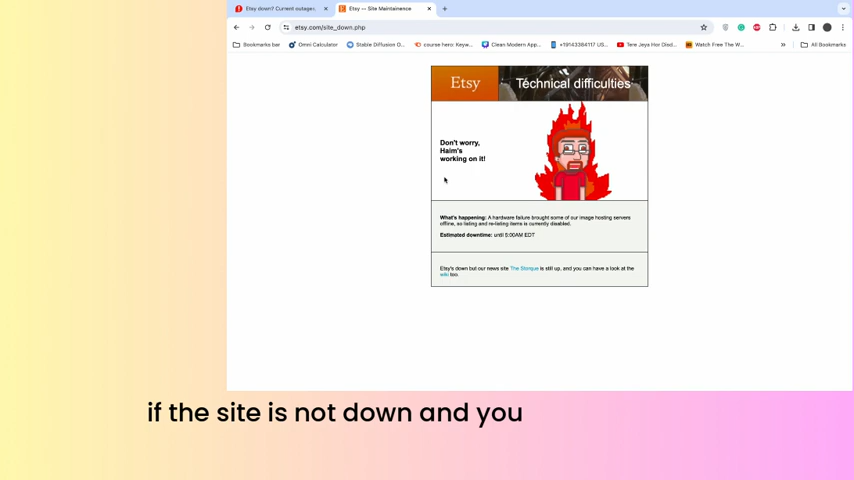 Etsy down? Current outages,
Etsy -- Site Maintainence
etsy.com/site_down.php
Bookmarks bar
Omni Calculator
Stable Diffusion O...
course hero: Keyw...
Clean Modern App...
+19143384117 US...
Tere Jeya Hor Disd...
Watch Free The W...
All Bookmarks
Etsy
Technical difficulties
Don't worry,
Haim's
working on it!
What's happening: A hardware failure brought some of our image hosting servers
offline, so listing and re-listing items is currently disabled.
Estimated downtime: until 5:00AM EDT
Etsy's down but our news site The Storque is still up, and you can have a look at the
wiki too.
if the site is not down and you